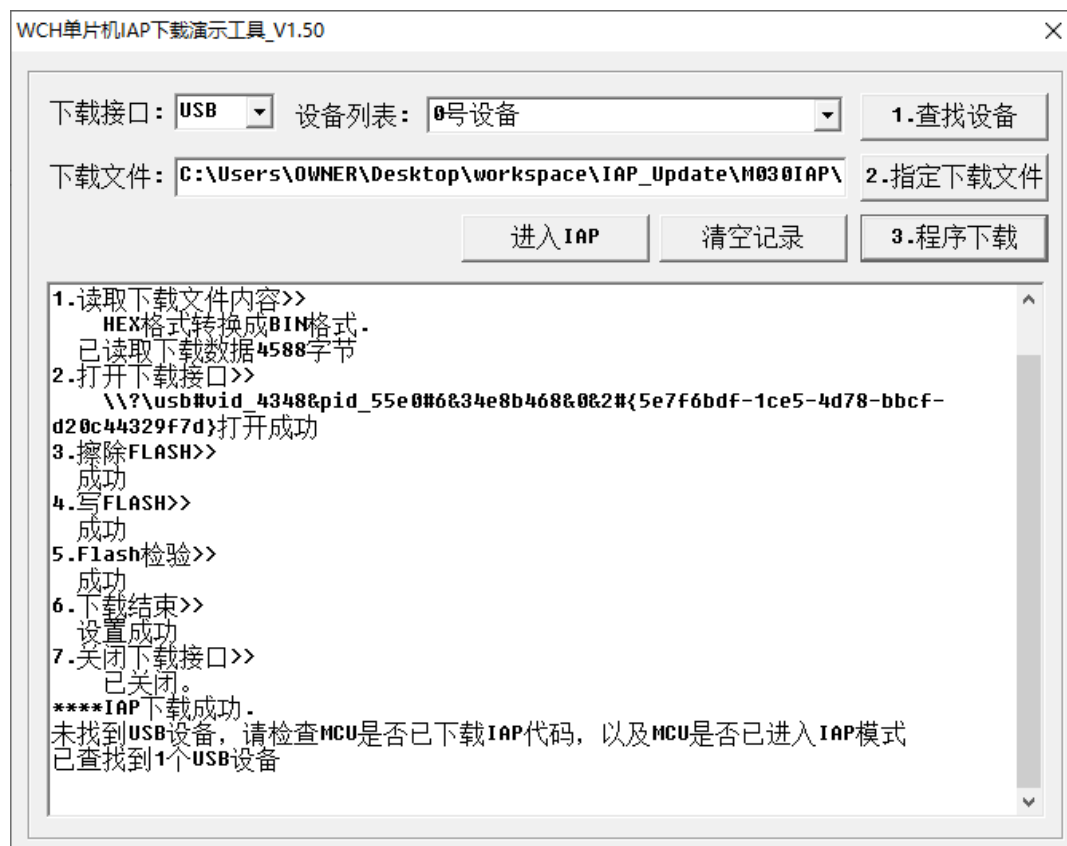 WCH单片机IAP下载演示工具_V1.50
下载接口: USB 设备列表: 0号设备 1.查找设备
下载文件: C:\Users\OWNER\Desktop\workspace\IAP_Update\M030IAP\ 2.指定下载文件
进入IAP 清空记录 3.程序下载
1.读取下载文件内容>>
HEX格式转换成BIN格式.
已读取下载数据4588字节
2.打开下载接口>>
\\?\usb#vid_4348&pid_55e0#6&34e8b468&0&2#{5e7f6bdf-1ce5-4d78-bbcf-
d20c44329f7d}打开成功
3.擦除FLASH>>
成功
4.写FLASH>>
成功
5.Flash检验>>
成功
6.下载结束>>
设置成功
7.关闭下载接口>>
已关闭。
****IAP下载成功.
未找到USB设备，请检查MCU是否已下载IAP代码，以及MCU是否已进入IAP模式
已查找到1个USB设备